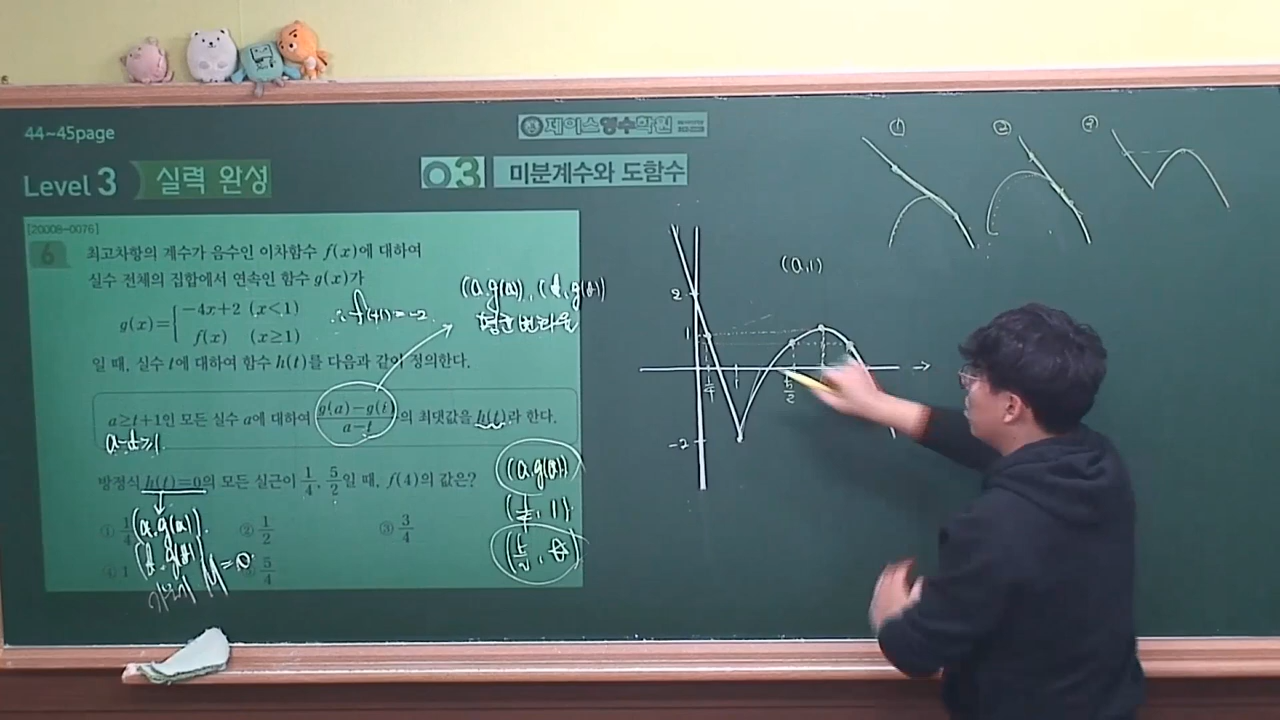 44~45page
제이스영수학원
Level 3 실력 완성
03 미분계수와 도함수
[20008-0076]
6 최고차항의 계수가 음수인 이차함수 f(x)에 대하여
실수 전체의 집합에서 연속인 함수 g(x)가
g(x)={ -4x+2 (x<1)
f(x) (x≥1)
∴ f(1)=-2
(a, g(a)), (t, g(t))
평균변화율
일 때, 실수 t에 대하여 함수 h(t)를 다음과 같이 정의한다.
a≥t+1인 모든 실수 a에 대하여 g(a)-g(t) / a-t 의 최댓값을 h(t)라 한다.
a-t≥1
방정식 h(t)=0의 모든 실근이 1/4, 5/2일 때, f(4)의 값은?
① 1/4 ② 1/2 ③ 3/4
④ 1 ⑤ 5/4
(a, g(a)).
(t, g(t))
기울기 M=0
(a, g(a))
(1/4, 1)
① ② ③
(a, 1)
2
1
1/4
1
5/2
-2